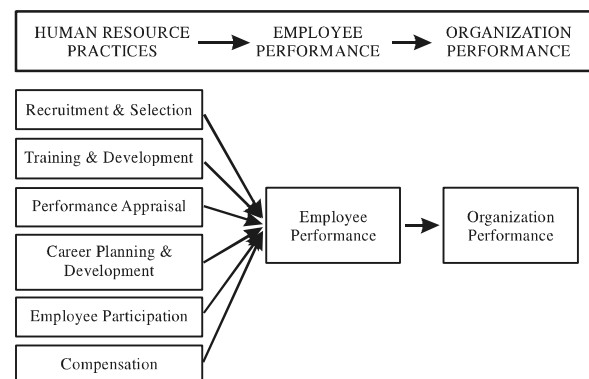 HUMAN RESOURCE
PRACTICES
EMPLOYEE
PERFORMANCE
ORGANIZATION
PERFORMANCE
Recruitment & Selection
Training & Development
Performance Appraisal
Career Planning &
Development
Employee Participation
Compensation
Employee
Performance
Organization
Performance